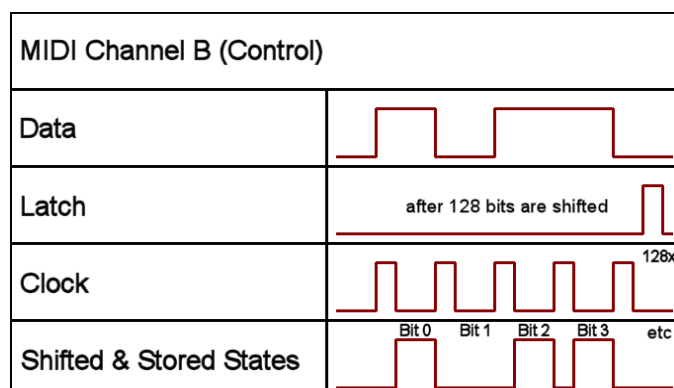 MIDI Channel B (Control)
Data
Latch
after 128 bits are shifted
Clock
128x
Shifted & Stored States
Bit 0 Bit 1 Bit 2 Bit 3 etc